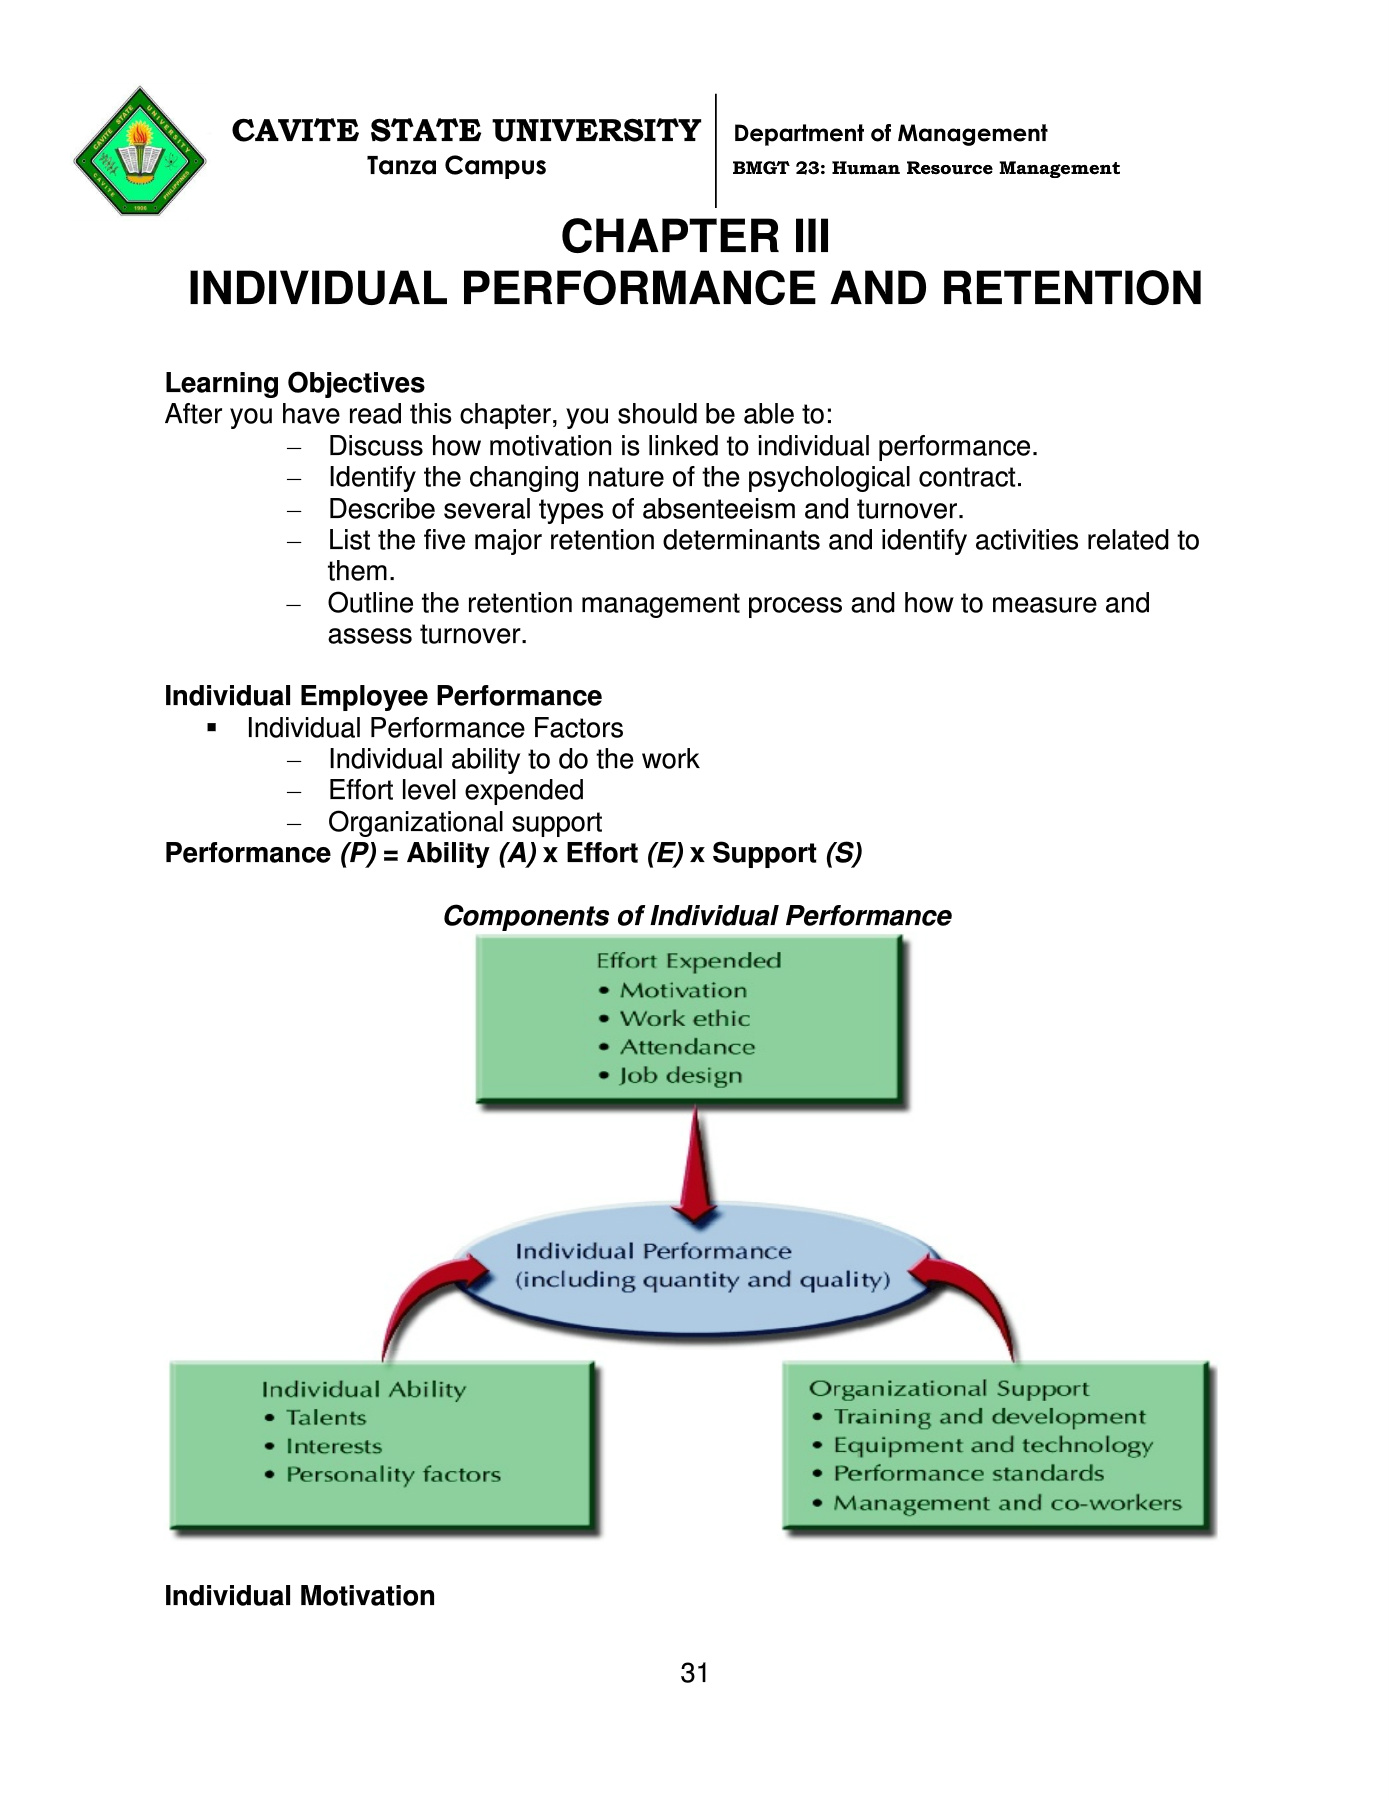 CAVITE STATE UNIVERSITY
Tanza Campus
Department of Management
BMGT 23: Human Resource Management
CAVITE STATE UNIVERSITY
CAVITE
PHILIPPINES
1906
CHAPTER III
INDIVIDUAL PERFORMANCE AND RETENTION
Learning Objectives
After you have read this chapter, you should be able to:
– Discuss how motivation is linked to individual performance.
– Identify the changing nature of the psychological contract.
– Describe several types of absenteeism and turnover.
– List the five major retention determinants and identify activities related to
them.
– Outline the retention management process and how to measure and
assess turnover.
Individual Employee Performance
▪ Individual Performance Factors
– Individual ability to do the work
– Effort level expended
– Organizational support
Performance (P) = Ability (A) x Effort (E) x Support (S)
Components of Individual Performance
Effort Expended
• Motivation
• Work ethic
• Attendance
• Job design
Individual Performance
(including quantity and quality)
Individual Ability
• Talents
• Interests
• Personality factors
Organizational Support
• Training and development
• Equipment and technology
• Performance standards
• Management and co-workers
Individual Motivation
31